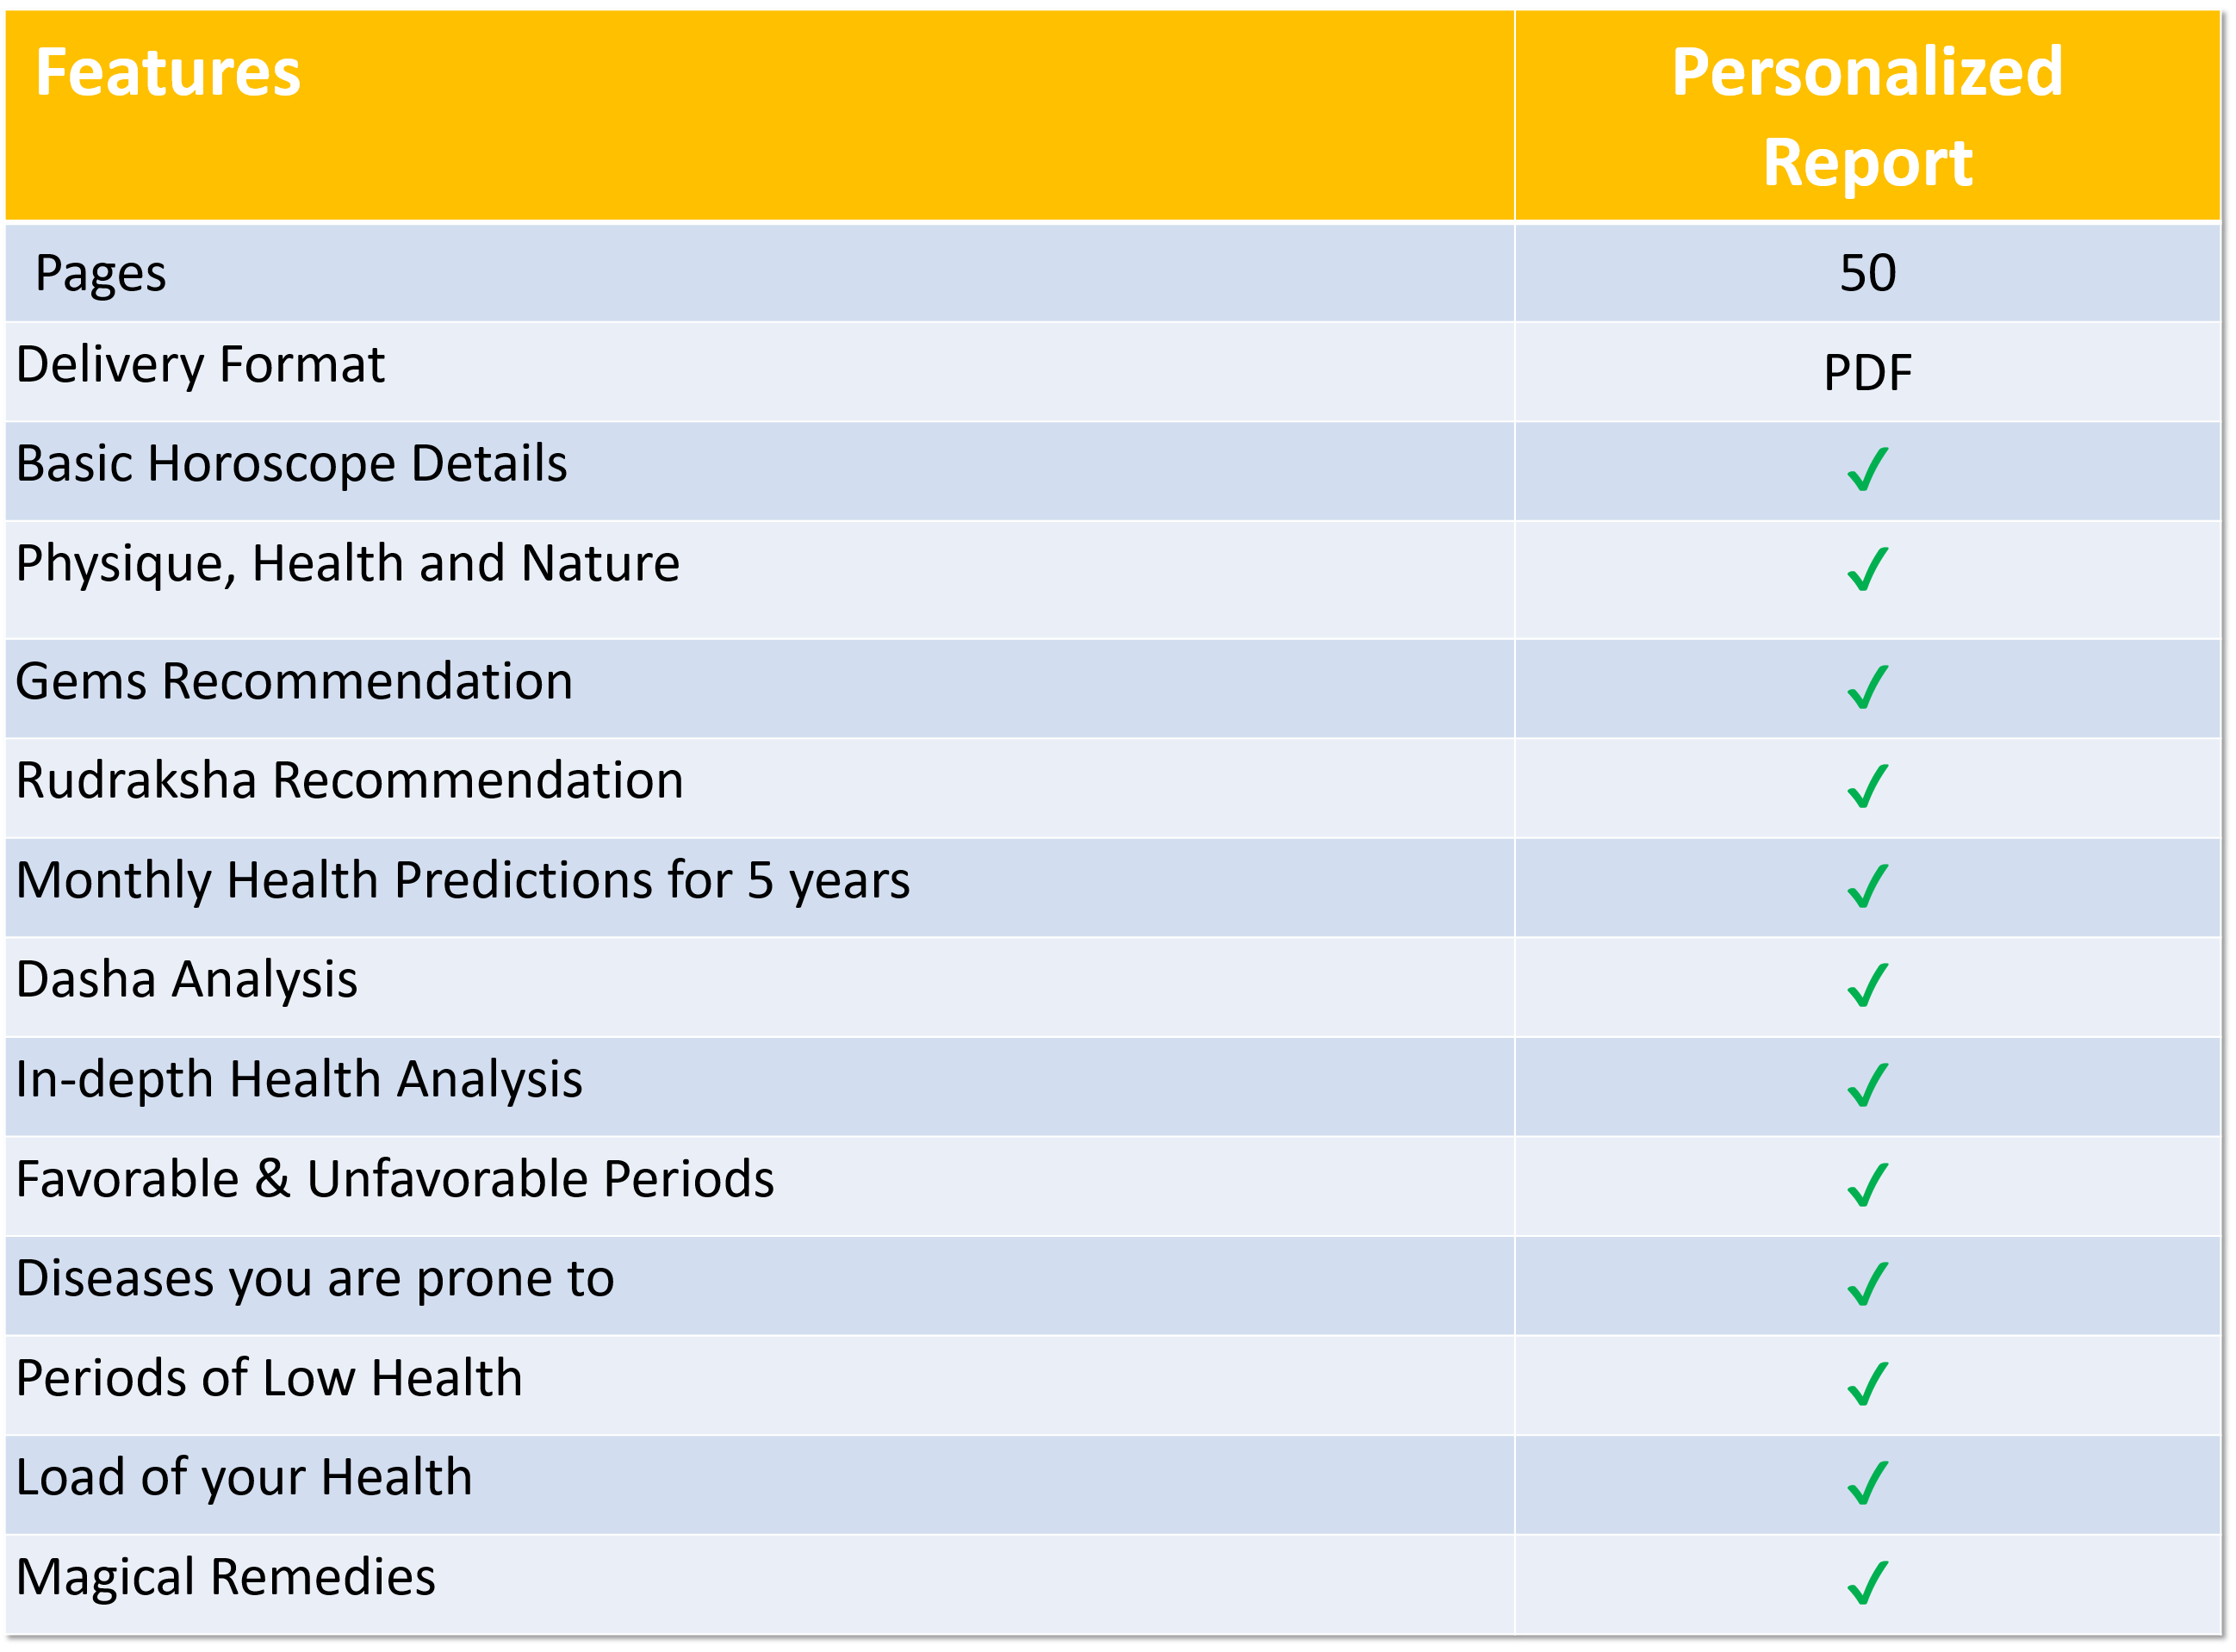 Features
Personalized
Report
Pages 50
Delivery Format PDF
Basic Horoscope Details ✓
Physique, Health and Nature ✓
Gems Recommendation ✓
Rudraksha Recommendation ✓
Monthly Health Predictions for 5 years ✓
Dasha Analysis ✓
In-depth Health Analysis ✓
Favorable & Unfavorable Periods ✓
Diseases you are prone to ✓
Periods of Low Health ✓
Load of your Health ✓
Magical Remedies ✓